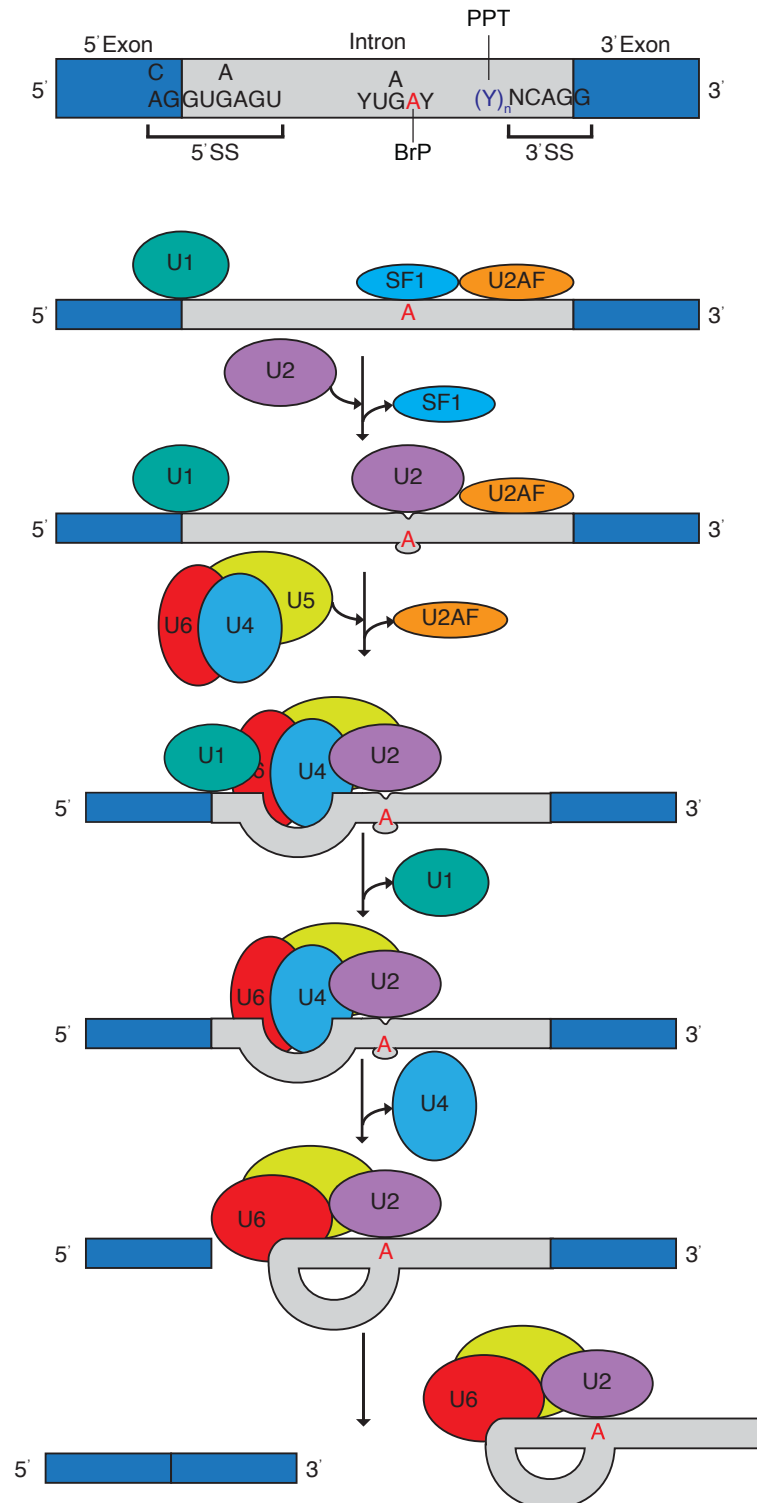 PPT
5' Exon Intron 3' Exon
C A A
5' AGGUGAGU YUGAY (Y)n NCAGG 3'
5'SS BrP 3'SS
U1 SF1 U2AF
5' A 3'
U2
SF1
U1 U2 U2AF
5' A 3'
U6 U4 U5 U2AF
U1 6 U4 U2
5' A 3'
U1
U6 U4 U2
5' A 3'
U4
U6 U2
5' A 3'
U6 U2
A
5' 3'